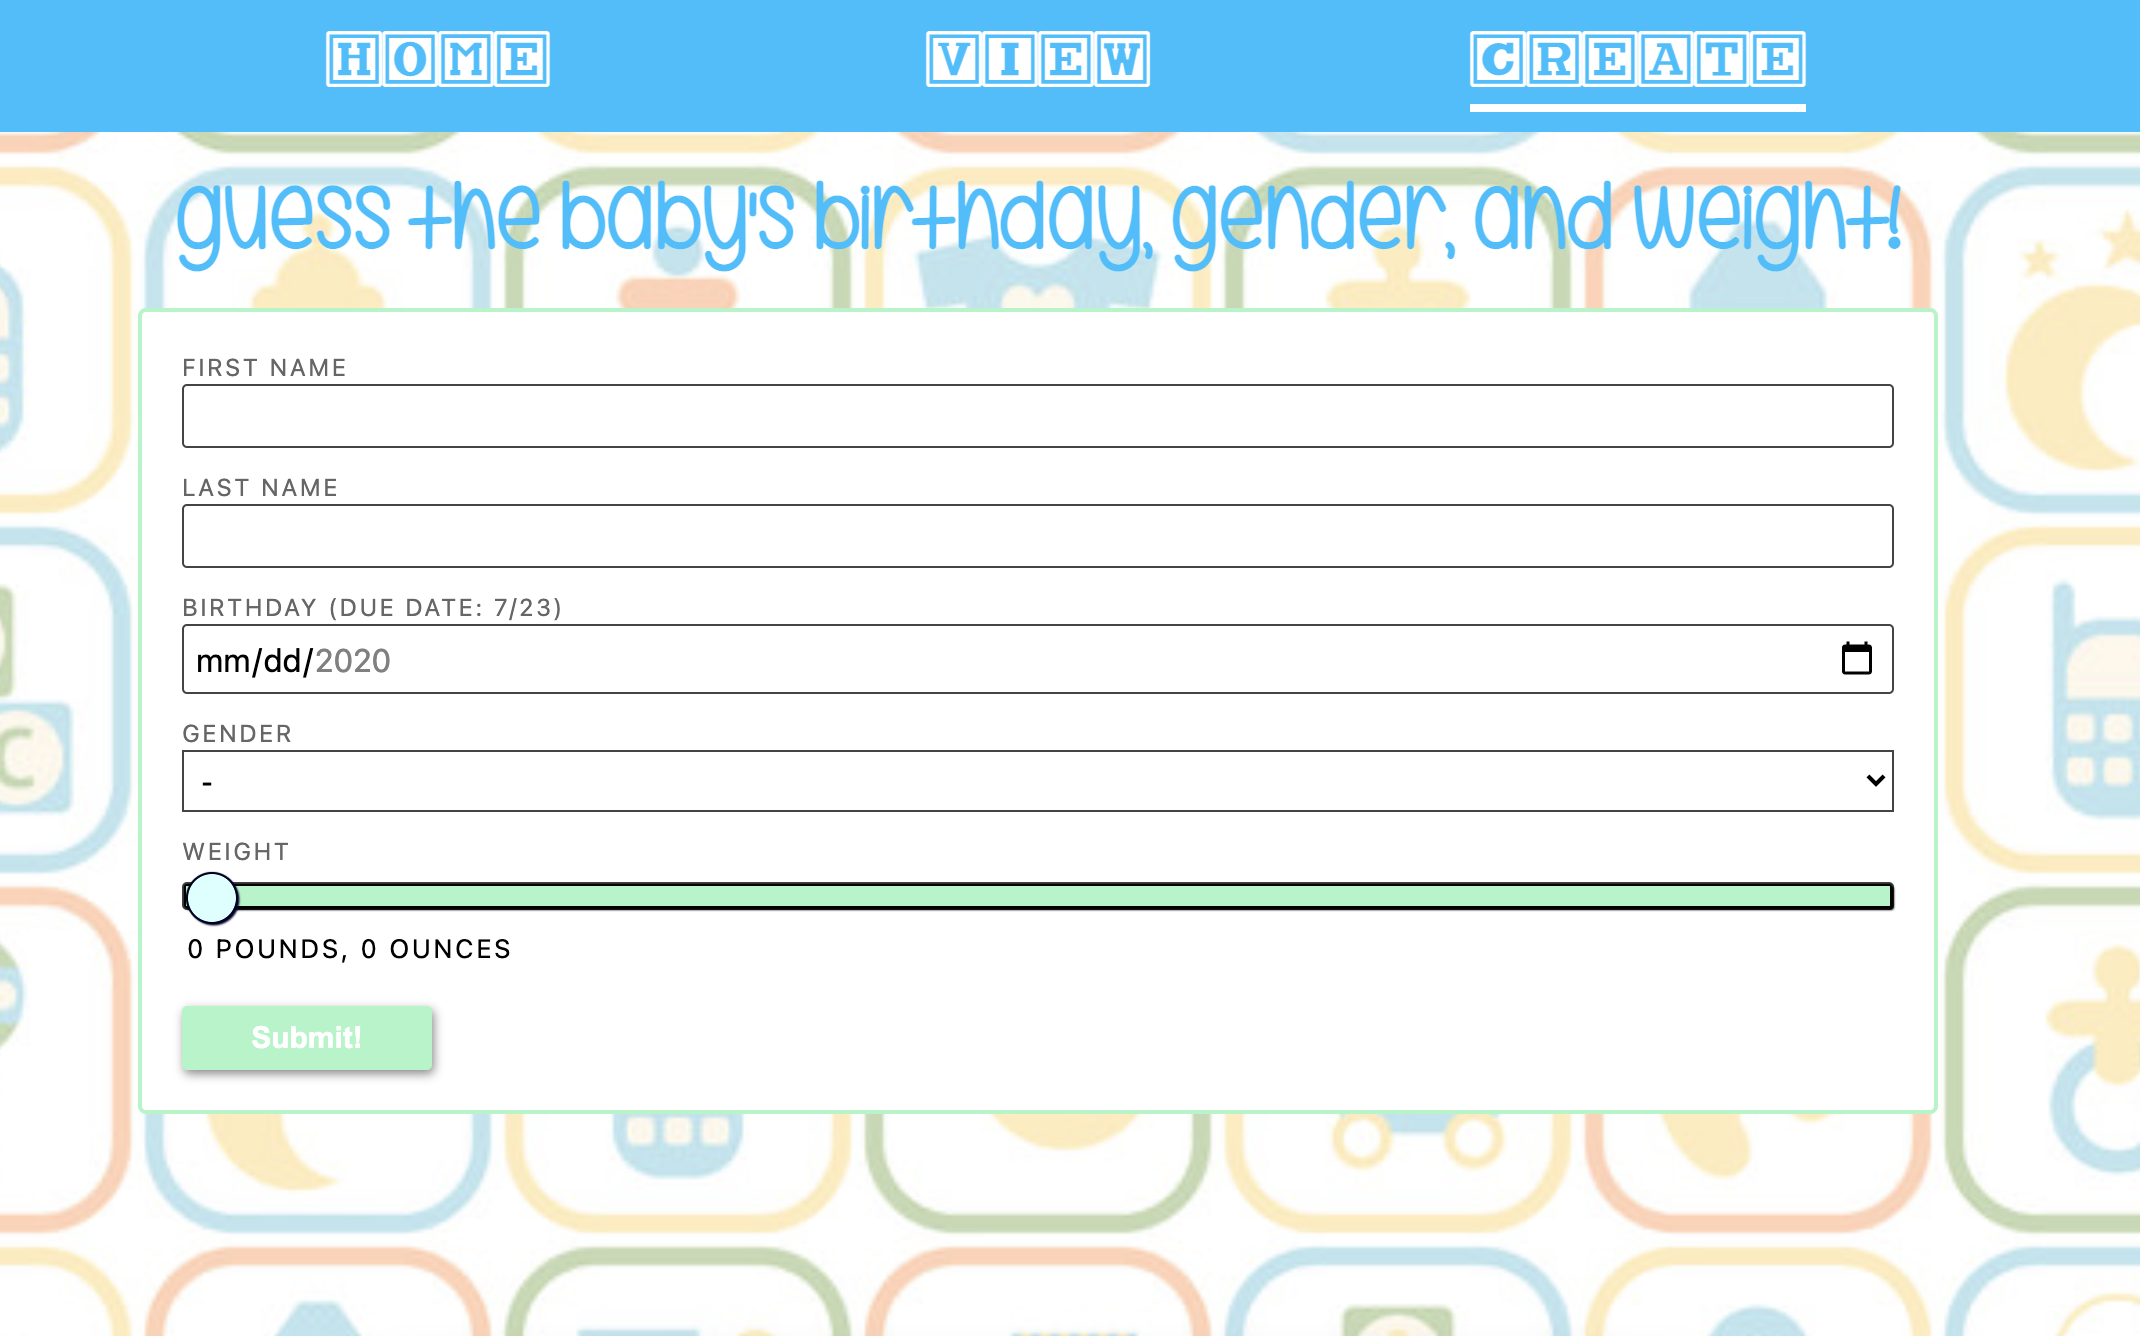 HOME VIEW CREATE
guess the baby's birthday, gender, and weight!
FIRST NAME
LAST NAME
BIRTHDAY (DUE DATE: 7/23)
mm/dd/2020
GENDER
-
WEIGHT
0 POUNDS, 0 OUNCES
Submit!
C